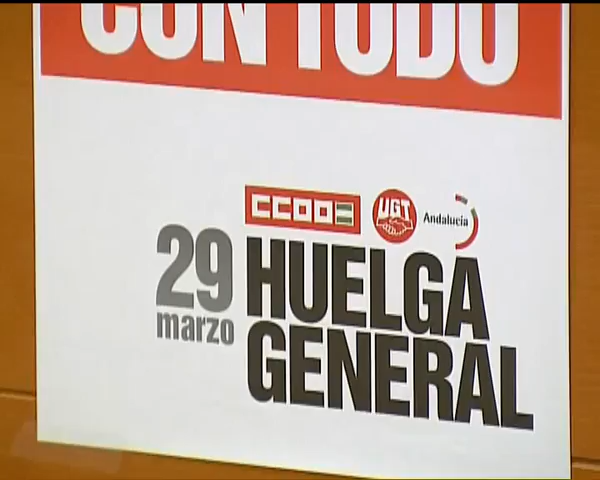 CON TODO
CCOO
UGT
Andalucía
29
marzo
HUELGA
GENERAL